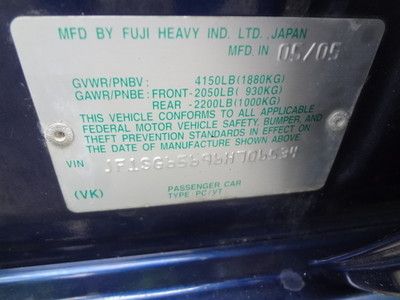 MFD BY FUJI HEAVY IND. LTD., JAPAN
MFD. IN 05/05
GVWR/PNBV : 4150LB(1880KG)
GAWR/PNBE : FRONT-2050LB( 930KG)
REAR -2200LB(1000KG)
THIS VEHICLE CONFORMS TO ALL APPLICABLE
FEDERAL MOTOR VEHICLE SAFETY, BUMPER, AND
THEFT PREVENTION STANDARDS IN EFFECT ON
THE DATE OF MANUFACTURE SHOWN ABOVE.
VIN
(VK)
PASSENGER CAR
TYPE PC/VT